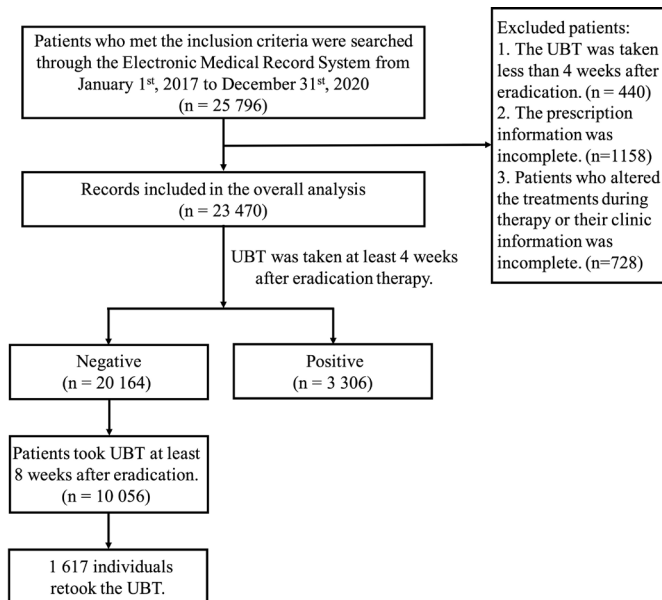 Patients who met the inclusion criteria were searched
through the Electronic Medical Record System from
January 1st, 2017 to December 31st, 2020
(n = 25 796)
Excluded patients:
1. The UBT was taken
less than 4 weeks after
eradication. (n = 440)
2. The prescription
information was
incomplete. (n=1158)
3. Patients who altered
the treatments during
therapy or their clinic
information was
incomplete. (n=728)
Records included in the overall analysis
(n = 23 470)
UBT was taken at least 4 weeks
after eradication therapy.
Negative
(n = 20 164)
Positive
(n = 3 306)
Patients took UBT at least
8 weeks after eradication.
(n = 10 056)
1 617 individuals
retook the UBT.